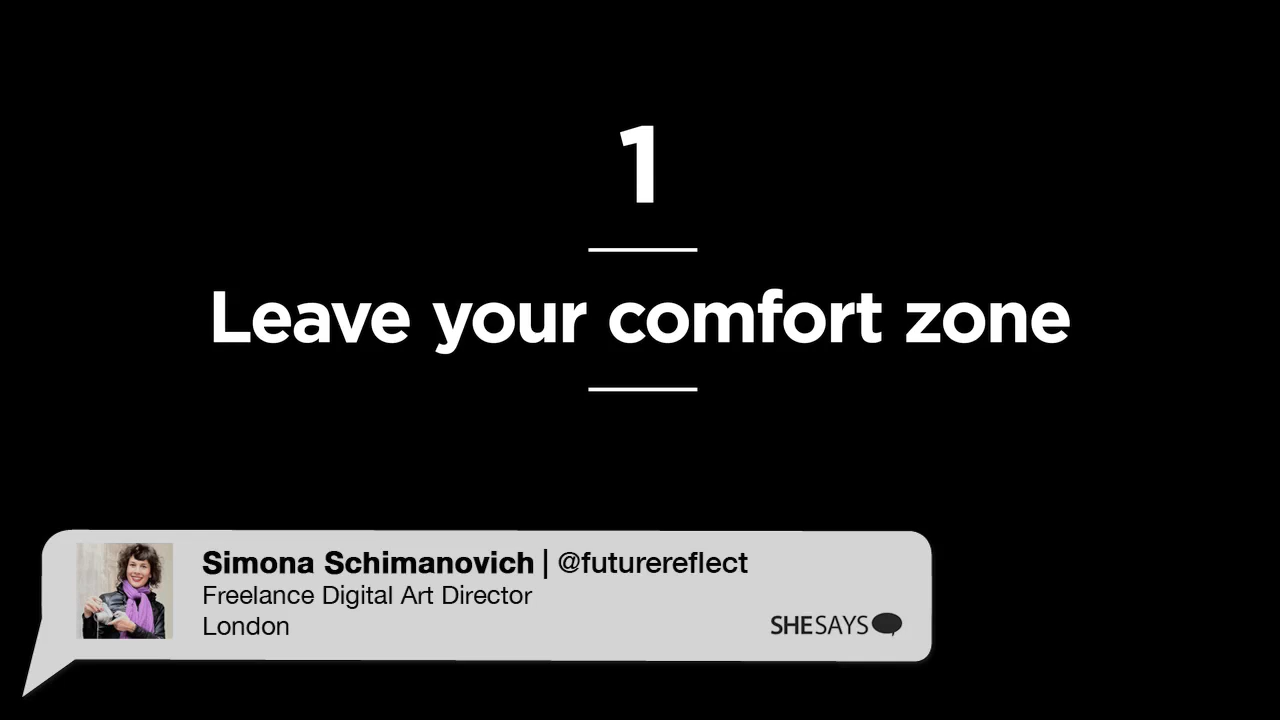 1
Leave your comfort zone
Simona Schimanovich | @futurereflect
Freelance Digital Art Director
London
SHESAYS